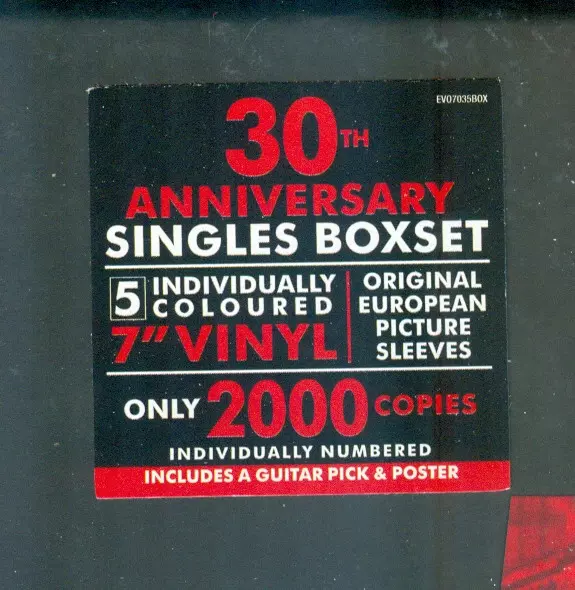 EVO7035BOX
30TH
ANNIVERSARY
SINGLES BOXSET
5 INDIVIDUALLY
COLOURED
7" VINYL
ORIGINAL
EUROPEAN
PICTURE
SLEEVES
ONLY 2000 COPIES
INDIVIDUALLY NUMBERED
INCLUDES A GUITAR PICK & POSTER